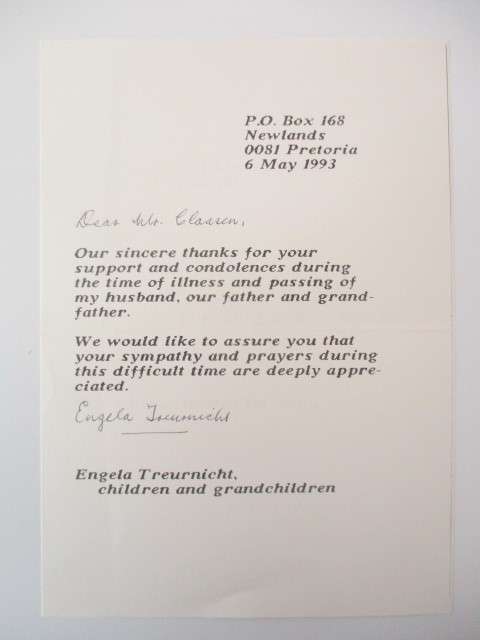 P.O. Box 168
Newlands
0081 Pretoria
6 May 1993
Dear Mr. Claasen,
Our sincere thanks for your
support and condolences during
the time of illness and passing of
my husband, our father and grand-
father.
We would like to assure you that
your sympathy and prayers during
this difficult time are deeply appre-
ciated.
Engela Treurnicht
Engela Treurnicht,
children and grandchildren